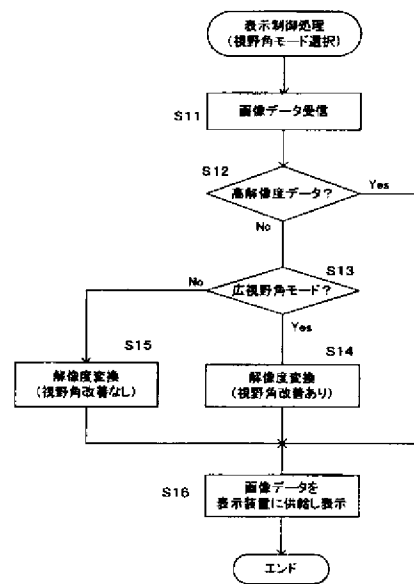 表示制御処理
(視野角モード選択)
S11
画像データ受信
S12
高解像度データ?
Yes
No
S13
広視野角モード?
No
Yes
S15
解像度変換
(視野角改善なし)
S14
解像度変換
(視野角改善あり)
S16
画像データを
表示装置に供給し表示
エンド